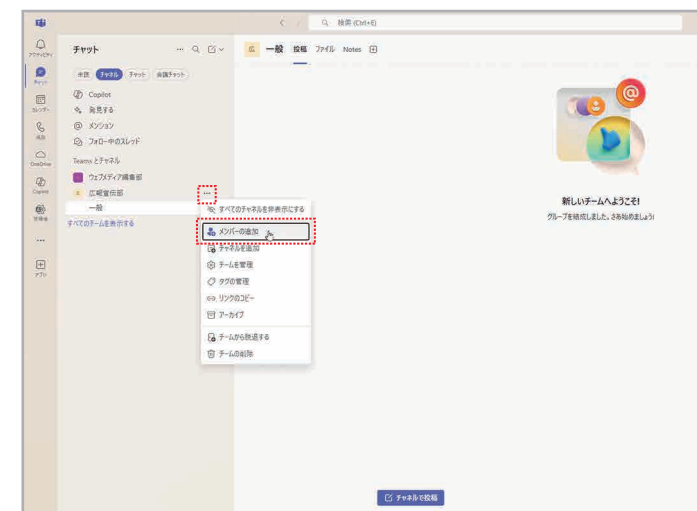 検索 (Ctrl+E)
アクティビティ
チャット
カレンダー
通話
OneDrive
Copilot
アプリ
チャット
未読 チャネル チャット 会議チャット
Copilot
発見する
メンション
フォロー中のスレッド
Teams とチャネル
ウェブメディア編集部
広報宣伝部
一般
すべてのチームを表示する
すべてのチャネルを非表示にする
メンバーの追加
チャネルを追加
チームを管理
タグの管理
リンクのコピー
アーカイブ
チームから脱退する
チームの削除
広 一般 投稿 ファイル Notes
新しいチームへようこそ!
グループを結成しました。さあ始めましょう!
チャネルで投稿